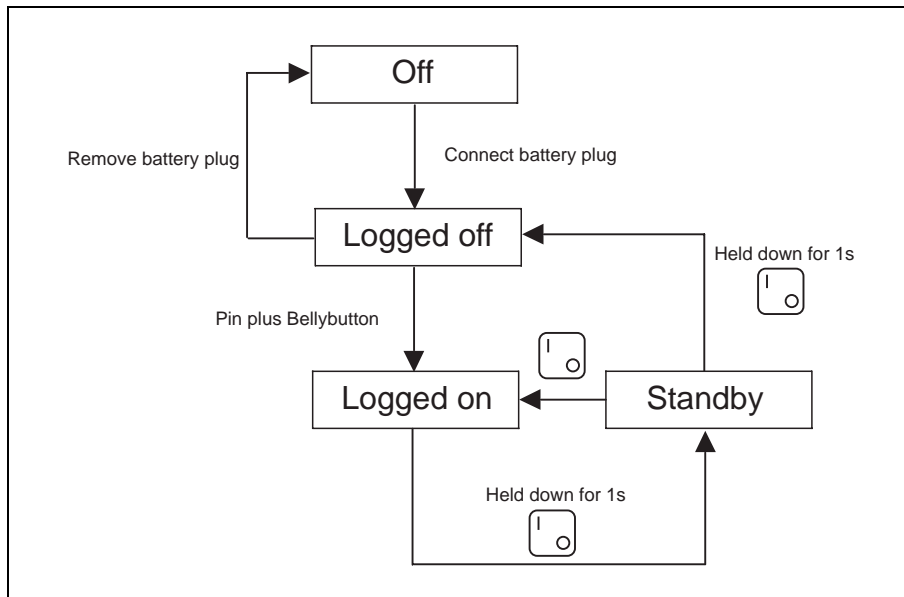 Off
Remove battery plug
Connect battery plug
Logged off
Held down for 1s
Pin plus Bellybutton
Logged on
Standby
Held down for 1s